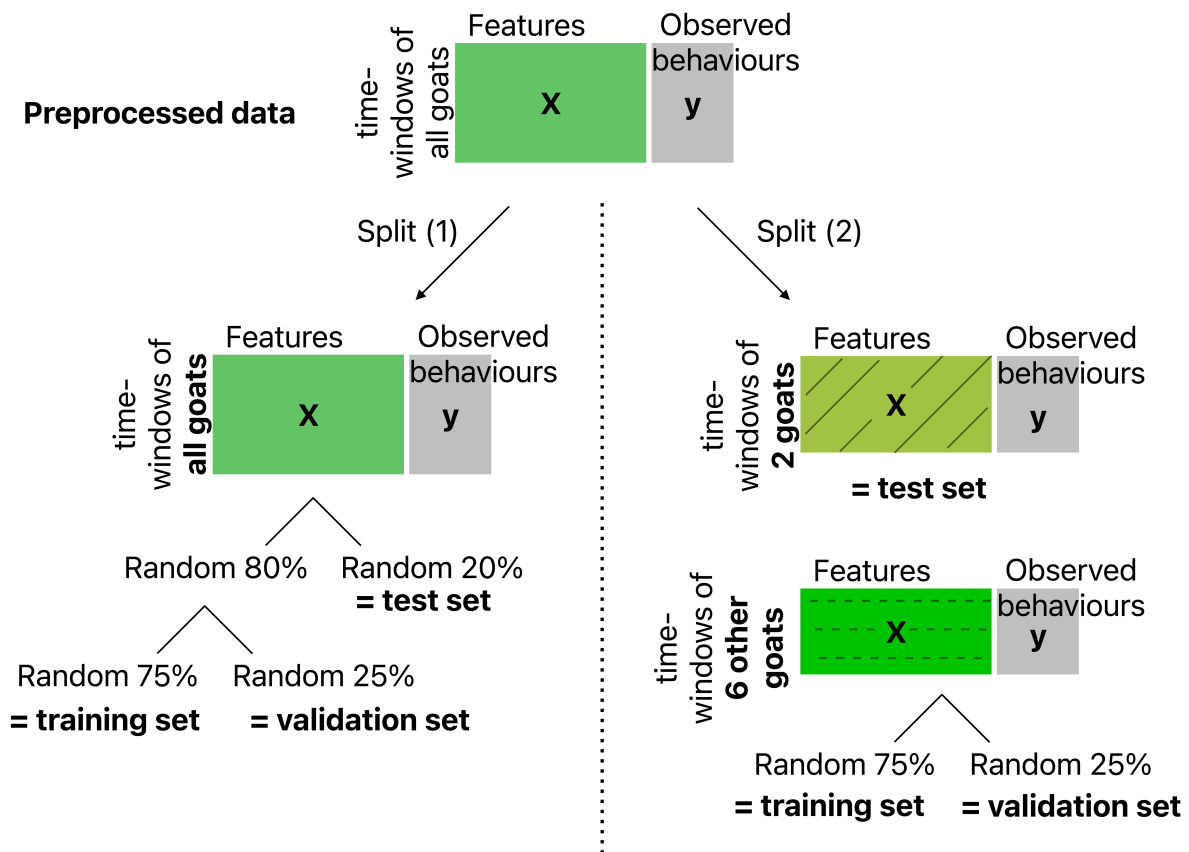 Features
Observed
behaviours
time-
windows of
all goats
X
y
Preprocessed data
Split (1)
Split (2)
Features
Observed
behaviours
time-
windows of
all goats
X
y
Random 80%
Random 20%
= test set
Random 75%
Random 25%
= training set
= validation set
Features
Observed
behaviours
time-
windows of
2 goats
X
y
= test set
Features
Observed
behaviours
time-
windows of
6 other
goats
X
y
Random 75%
Random 25%
= training set
= validation set